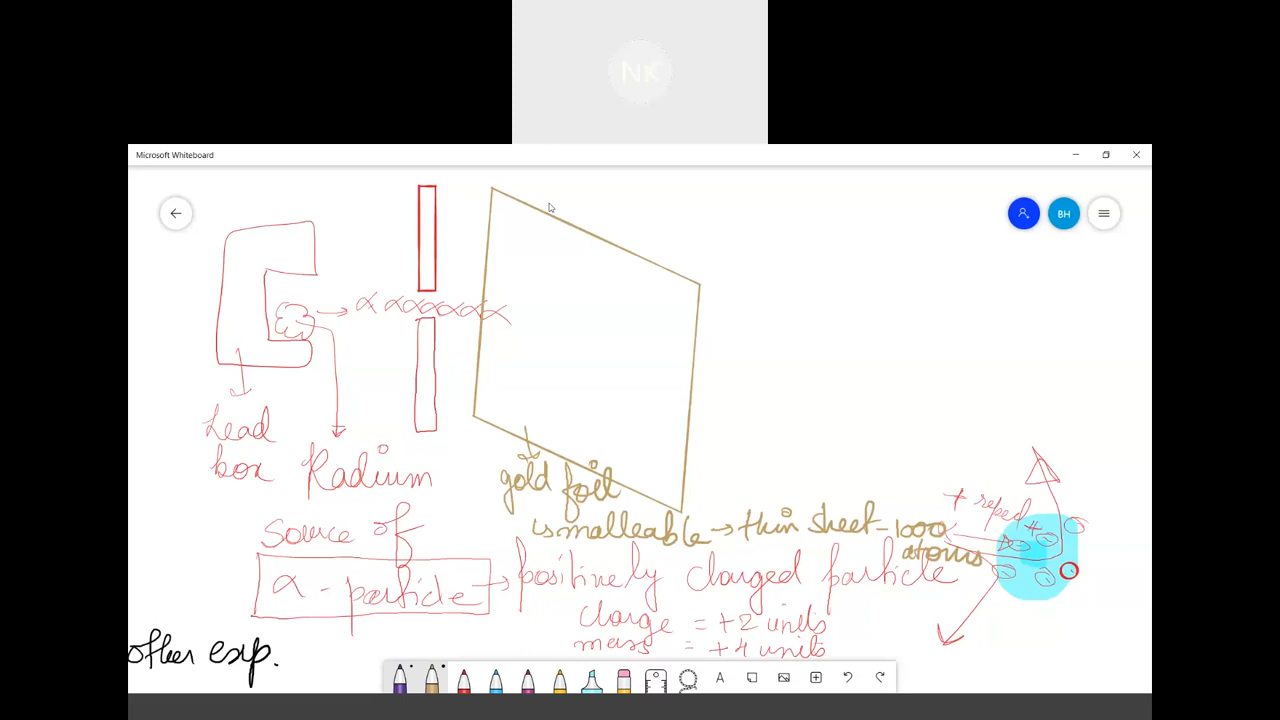 NK
Microsoft Whiteboard
BH
α α α α α α α
Lead
box
Radium
gold foil
is malleable → thin sheet - 1000
atoms
+ repel +
Source of
α - particle → positively charged particle
charge = +2 units
mass = +4 units
other exp.
A